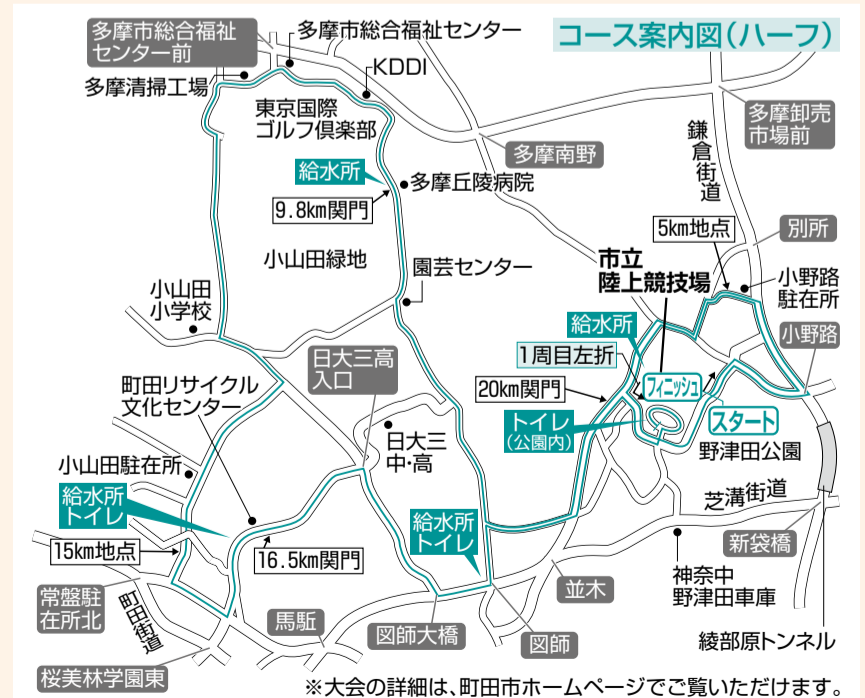 コース案内図(ハーフ)
多摩市総合福祉
センター前
多摩市総合福祉センター
多摩清掃工場
KDDI
東京国際
ゴルフ倶楽部
多摩卸売
市場前
鎌倉街道
多摩南野
給水所
多摩丘陵病院
9.8km関門
5km地点
別所
小山田緑地
園芸センター
市立
陸上競技場
小野路
駐在所
小山田
小学校
給水所
小野路
日大三高
入口
1周目左折
20km関門
フィニッシュ
スタート
町田リサイクル
文化センター
トイレ
(公園内)
野津田公園
日大三
中・高
小山田駐在所
芝溝街道
給水所
トイレ
給水所
トイレ
新袋橋
15km地点
16.5km関門
神奈中
野津田車庫
常盤駐
在所北
町田街道
馬駈
図師大橋
図師
並木
綾部原トンネル
桜美林学園東
※大会の詳細は、町田市ホームページでご覧いただけます。